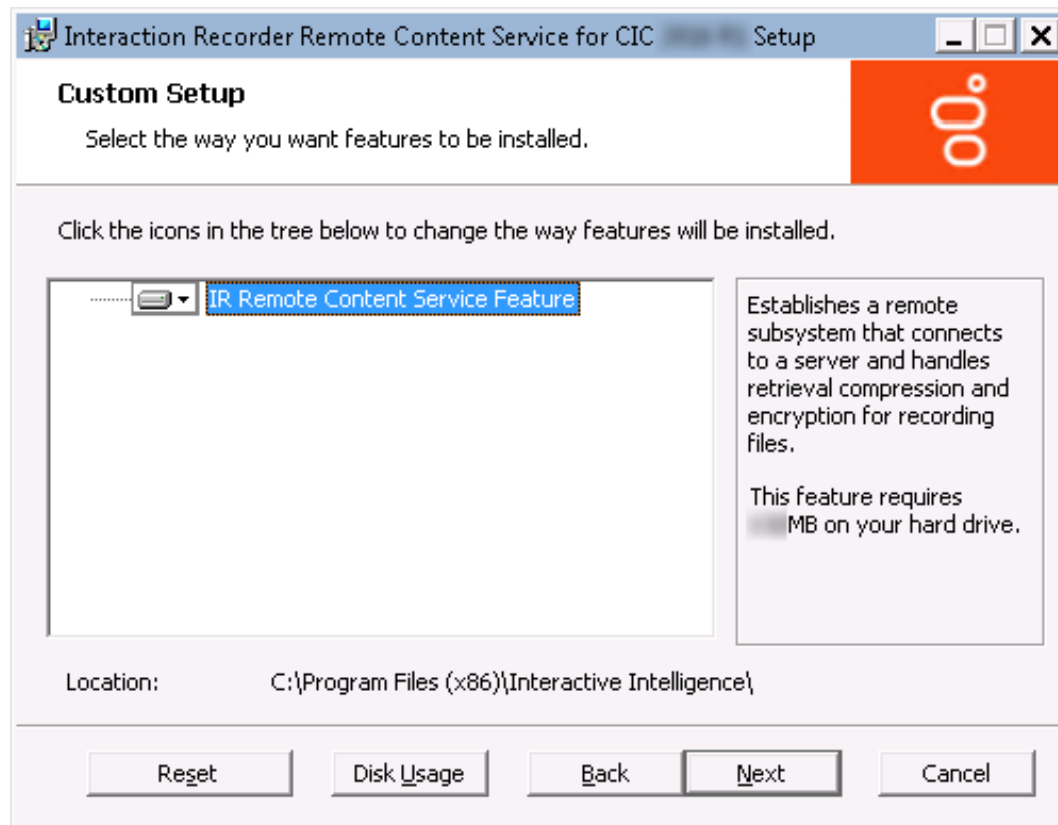 Interaction Recorder Remote Content Service for CIC Setup
Custom Setup
Select the way you want features to be installed.
Click the icons in the tree below to change the way features will be installed.
IR Remote Content Service Feature
Establishes a remote
subsystem that connects
to a server and handles
retrieval compression and
encryption for recording
files.
This feature requires
MB on your hard drive.
Location: C:\Program Files (x86)\Interactive Intelligence\
Reset Disk Usage Back Next Cancel